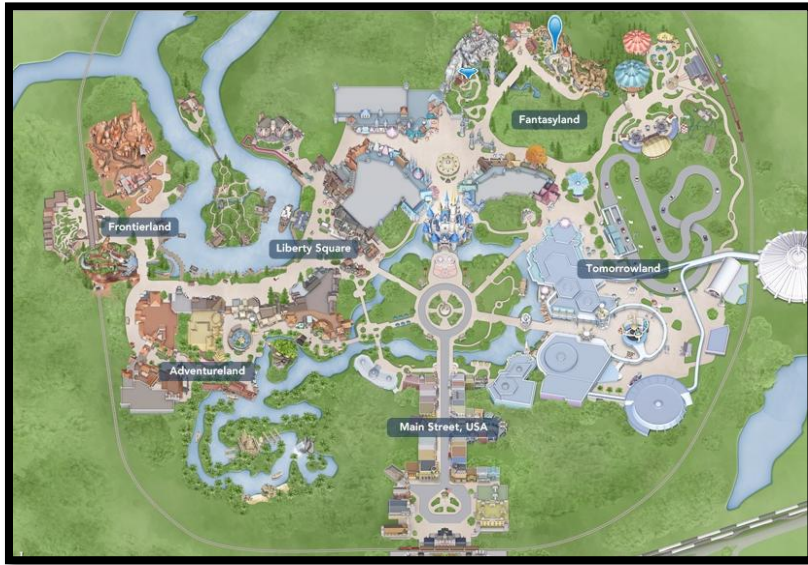 Fantasyland
Frontierland
Liberty Square
Tomorrowland
Adventureland
Main Street, USA